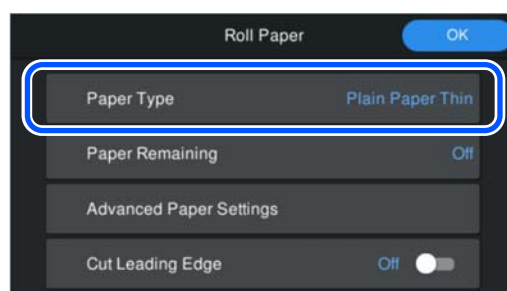 Roll Paper OK
Paper Type Plain Paper Thin
Paper Remaining Off
Advanced Paper Settings
Cut Leading Edge Off